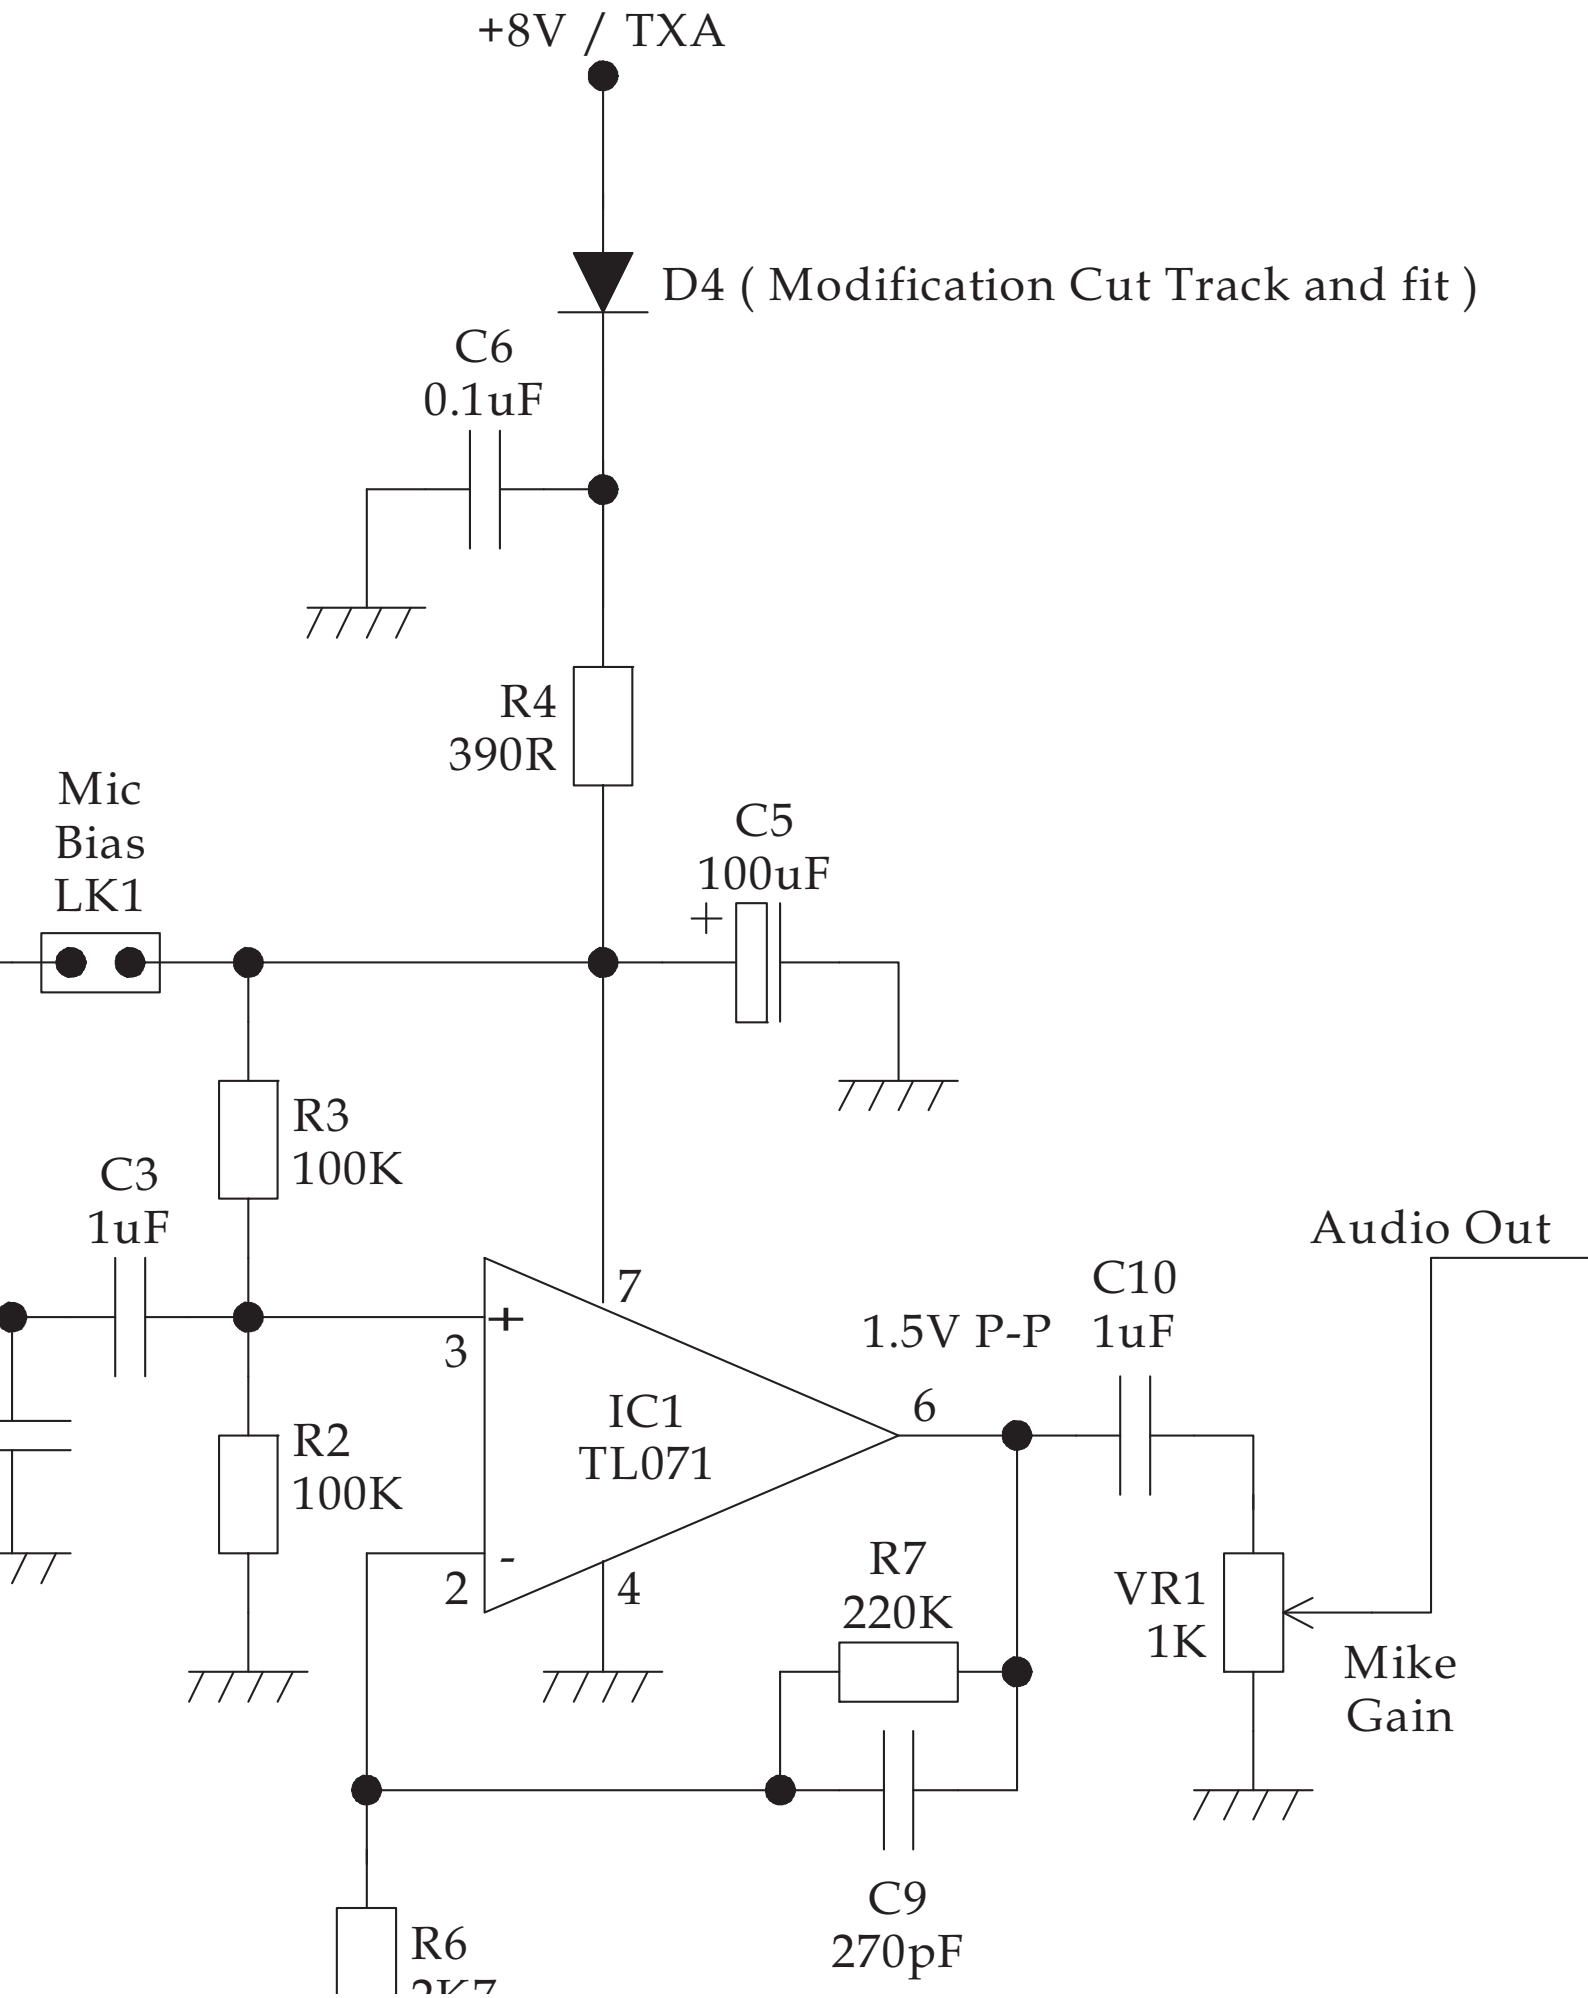 +8V / TXA
D4 ( Modification Cut Track and fit )
C6
0.1uF
R4
390R
Mic
Bias
LK1
C5
100uF
+
R3
100K
C3
1uF
Audio Out
7
C10
1uF
1.5V P-P
+
3
6
IC1
TL071
R2
100K
-
2
4
R7
220K
VR1
1K
Mike
Gain
C9
270pF
R6
2K7